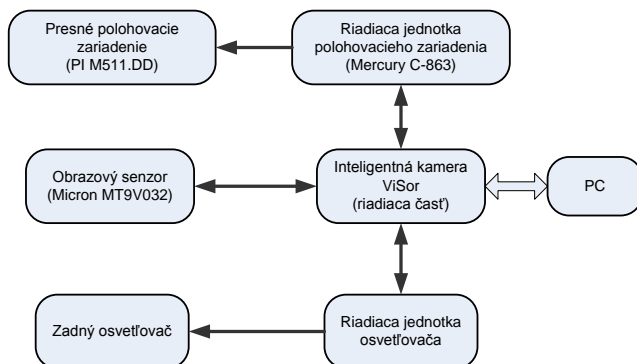 Presné polohovacie
zariadenie
(PI M511.DD)
Riadiaca jednotka
polohovacieho zariadenia
(Mercury C-863)
Obrazový senzor
(Micron MT9V032)
Inteligentná kamera
ViSor
(riadiaca časť)
PC
Zadný osvetľovač
Riadiaca jednotka
osvetľovača